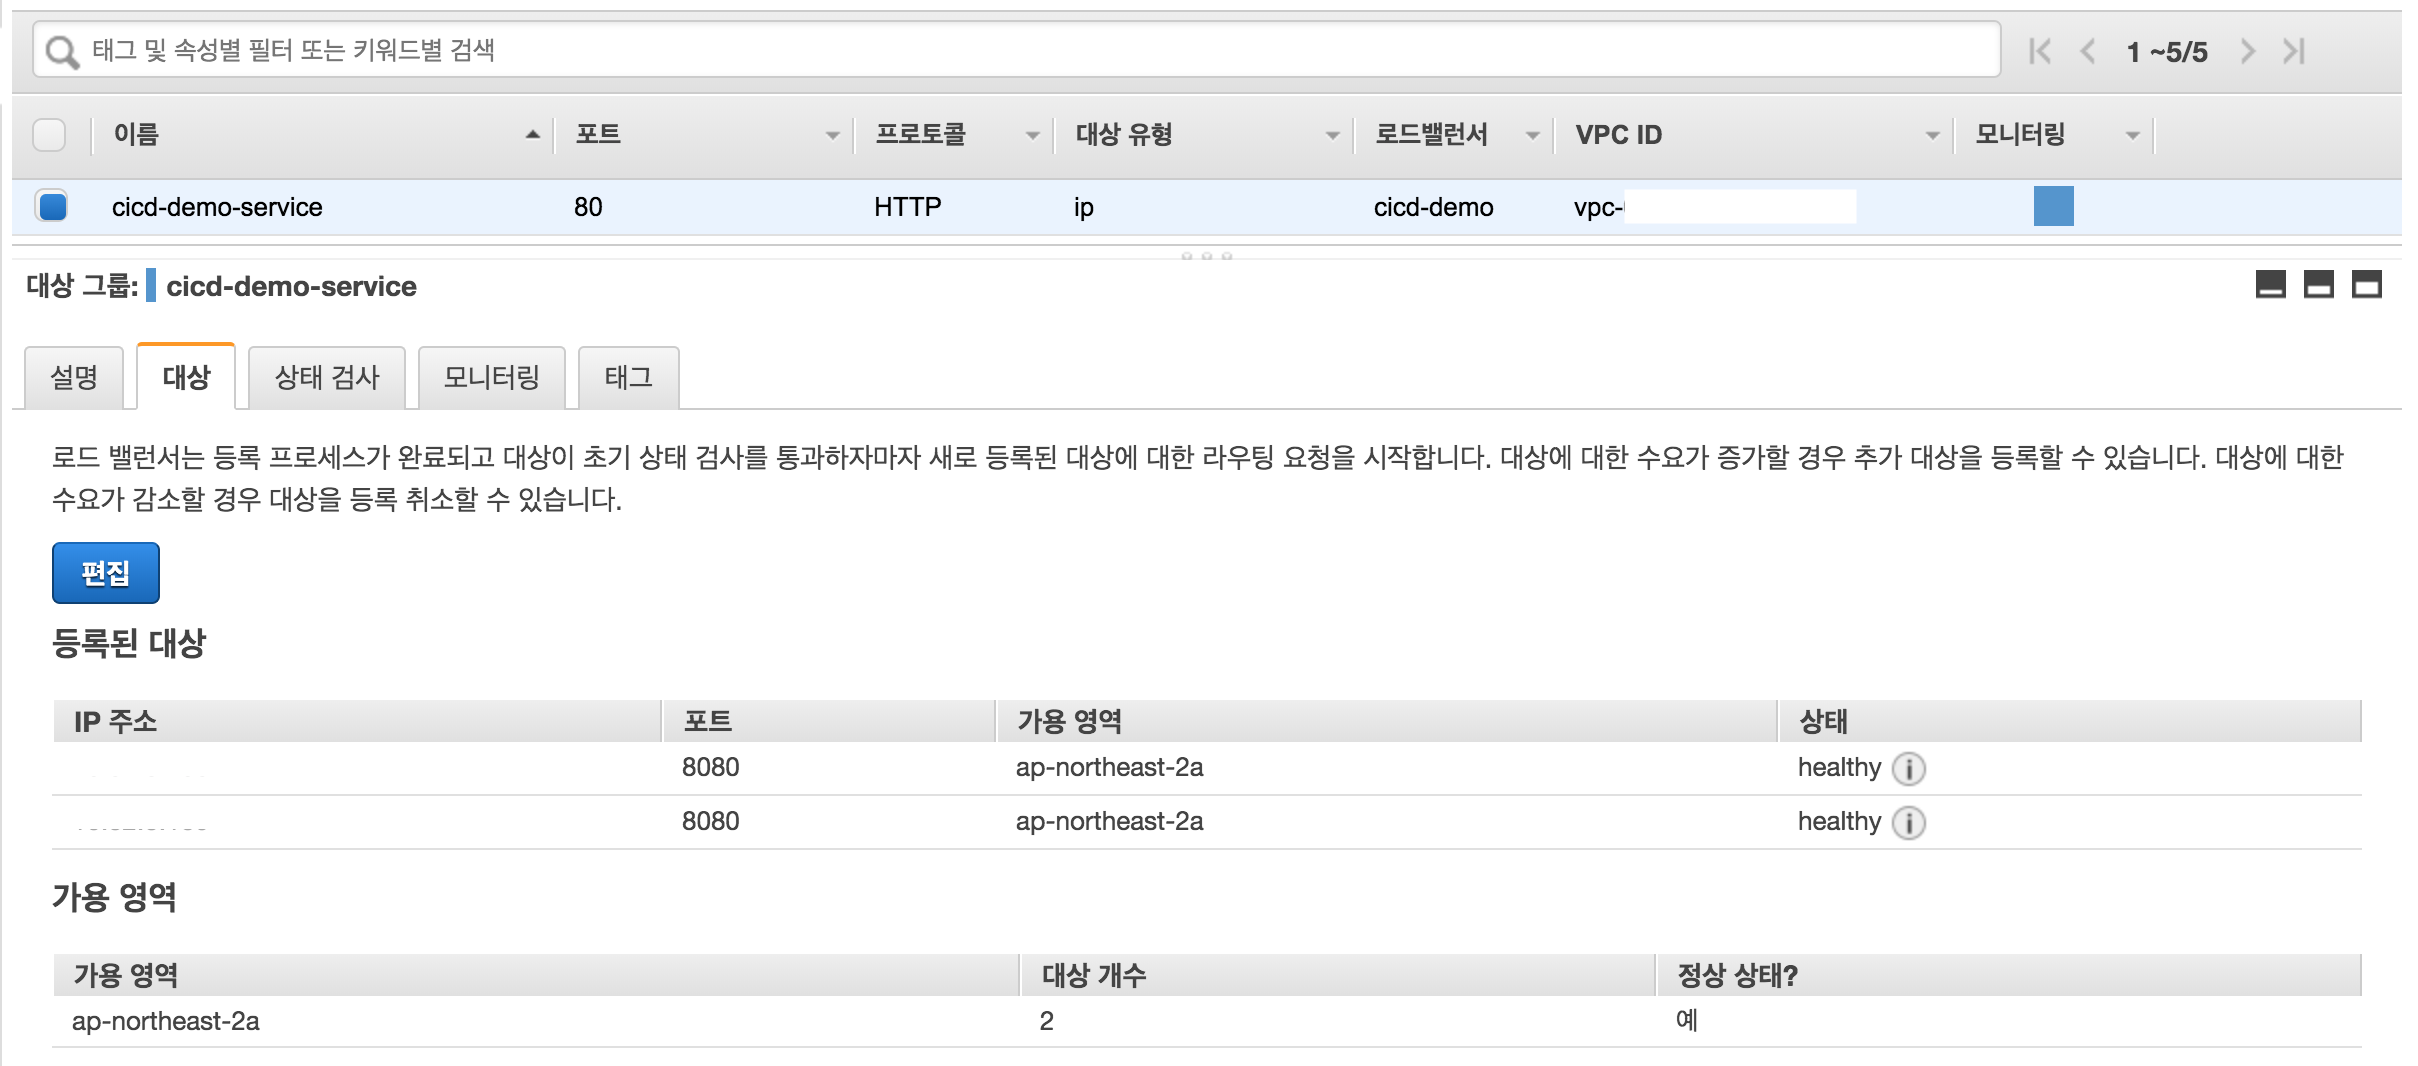 태그 및 속성별 필터 또는 키워드별 검색 1 ~5/5
이름 포트 프로토콜 대상 유형 로드밸런서 VPC ID 모니터링
cicd-demo-service 80 HTTP ip cicd-demo vpc-
대상 그룹: cicd-demo-service
설명 대상 상태 검사 모니터링 태그
로드 밸런서는 등록 프로세스가 완료되고 대상이 초기 상태 검사를 통과하자마자 새로 등록된 대상에 대한 라우팅 요청을 시작합니다. 대상에 대한 수요가 증가할 경우 추가 대상을 등록할 수 있습니다. 대상에 대한
수요가 감소할 경우 대상을 등록 취소할 수 있습니다.
편집
등록된 대상
IP 주소 포트 가용 영역 상태
8080 ap-northeast-2a healthy
8080 ap-northeast-2a healthy
가용 영역
가용 영역 대상 개수 정상 상태?
ap-northeast-2a 2 예